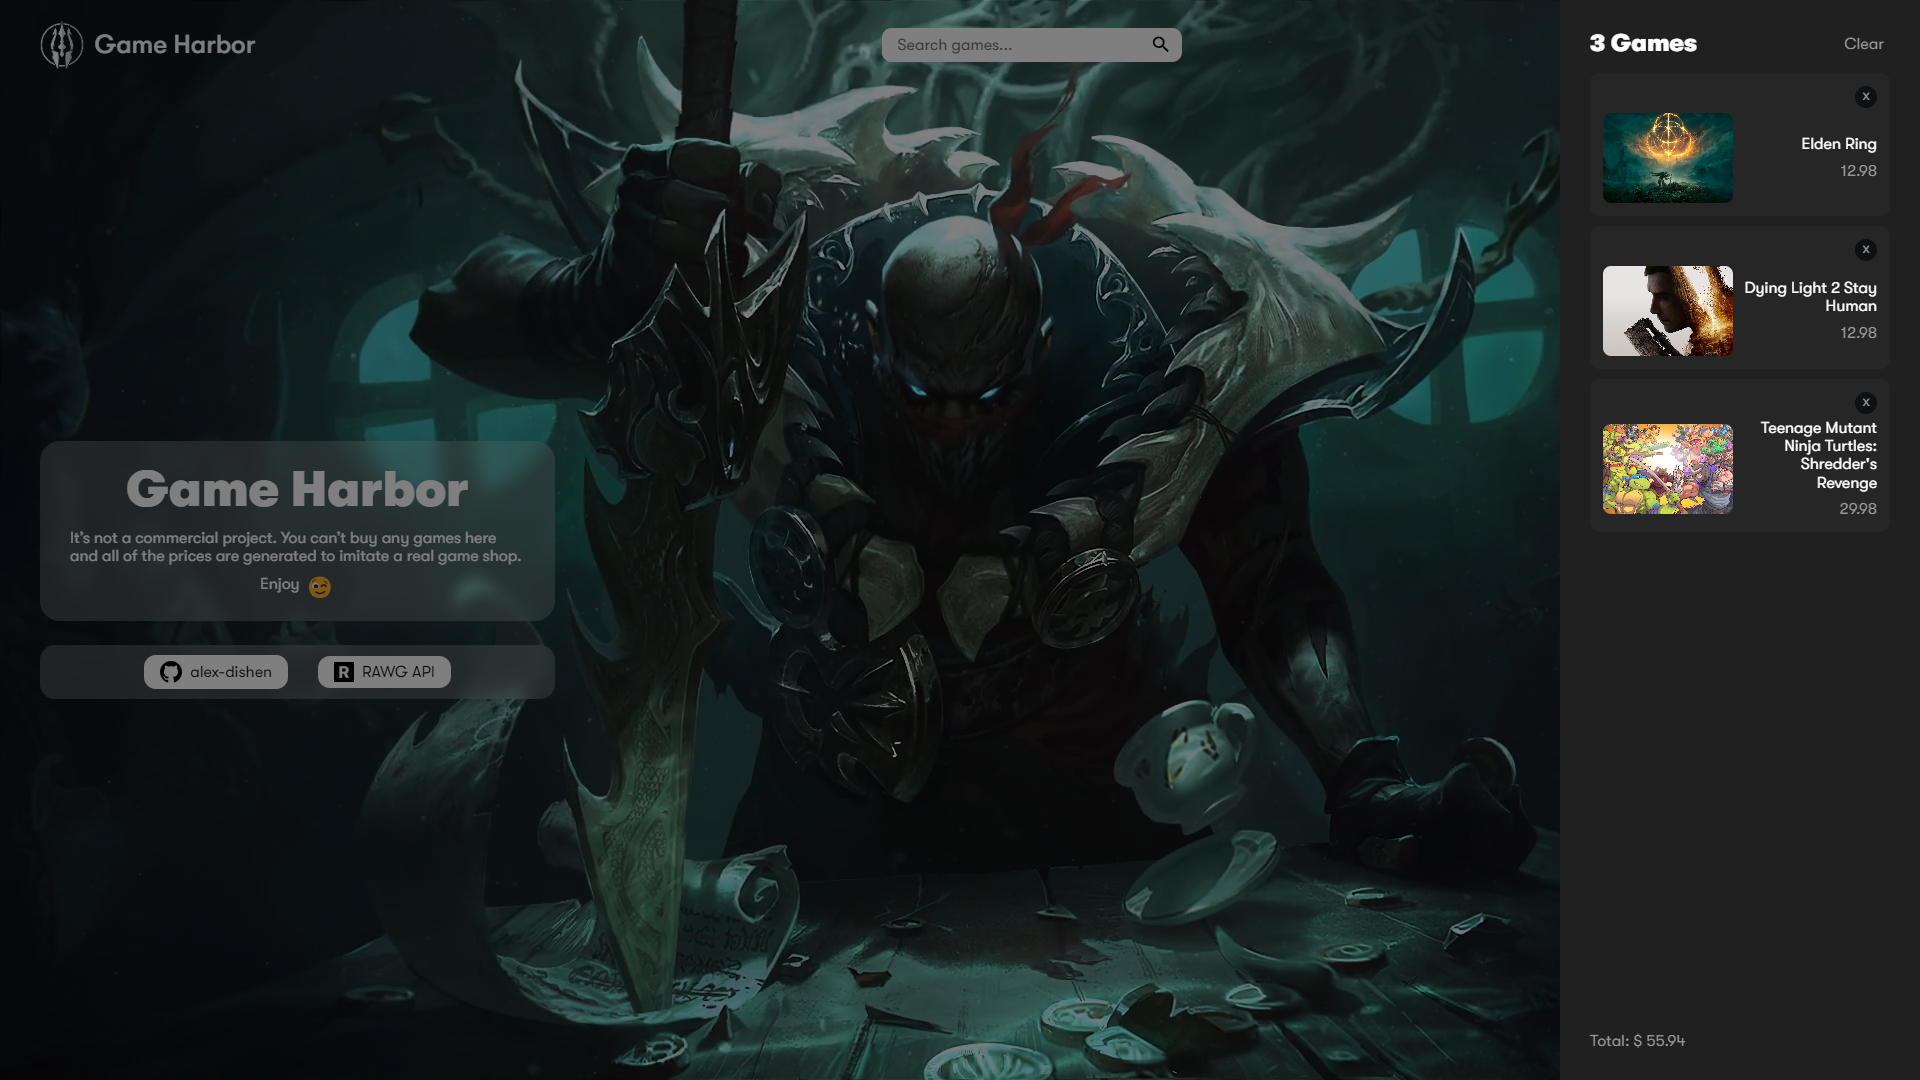 Game Harbor
Search games...
3 Games
Clear
x
Elden Ring
12.98
x
Dying Light 2 Stay
Human
12.98
x
Teenage Mutant
Ninja Turtles:
Shredder's
Revenge
29.98
Game Harbor
It's not a commercial project. You can't buy any games here
and all of the prices are generated to imitate a real game shop.
Enjoy 😉
alex-dishen
R RAWG API
Total: $ 55.94